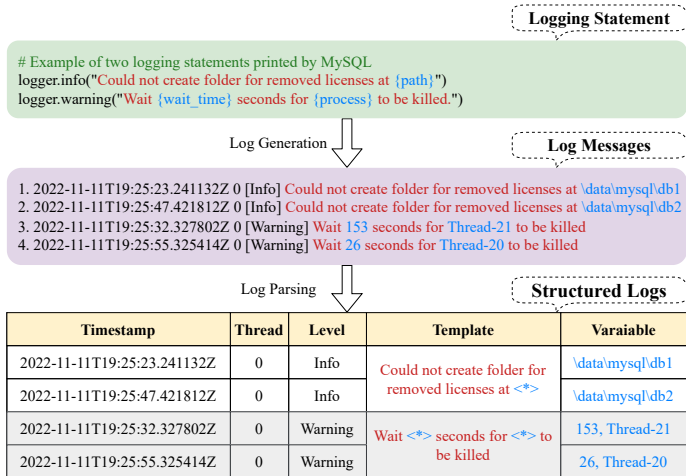 Logging Statement
# Example of two logging statements printed by MySQL
logger.info("Could not create folder for removed licenses at {path}")
logger.warning("Wait {wait_time} seconds for {process} to be killed.")
Log Generation
Log Messages
1. 2022-11-11T19:25:23.241132Z 0 [Info] Could not create folder for removed licenses at \data\mysql\db1
2. 2022-11-11T19:25:47.421812Z 0 [Info] Could not create folder for removed licenses at \data\mysql\db2
3. 2022-11-11T19:25:32.327802Z 0 [Warning] Wait 153 seconds for Thread-21 to be killed
4. 2022-11-11T19:25:55.325414Z 0 [Warning] Wait 26 seconds for Thread-20 to be killed
Log Parsing
Structured Logs
Timestamp Thread Level Template Varaiable
2022-11-11T19:25:23.241132Z 0 Info \data\mysql\db1
Could not create folder for
removed licenses at <*>
2022-11-11T19:25:47.421812Z 0 Info \data\mysql\db2
2022-11-11T19:25:32.327802Z 0 Warning 153, Thread-21
Wait <*> seconds for <*> to
be killed
2022-11-11T19:25:55.325414Z 0 Warning 26, Thread-20